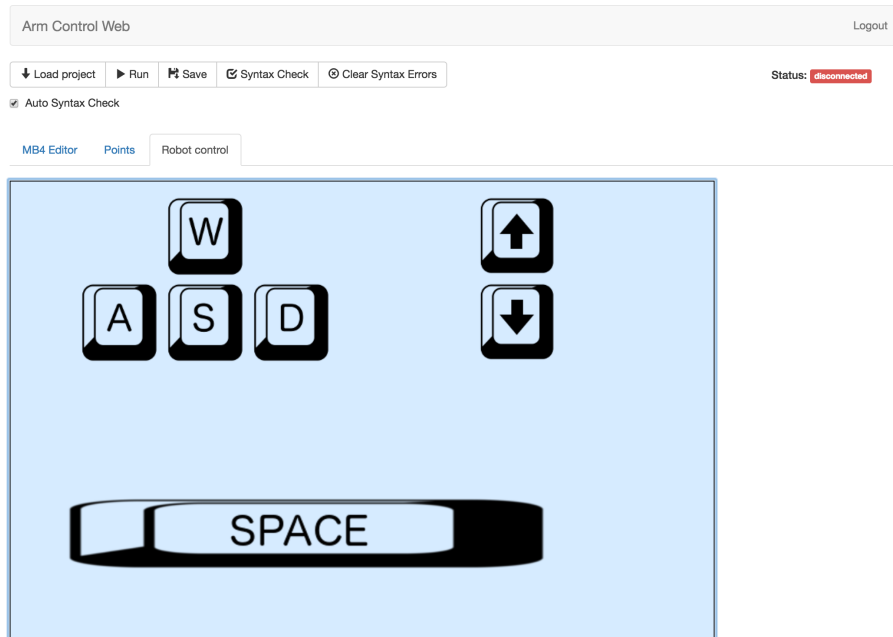 Arm Control Web Logout
Load project Run Save Syntax Check Clear Syntax Errors Status: disconnected
Auto Syntax Check
MB4 Editor Points Robot control
W
A S D
SPACE